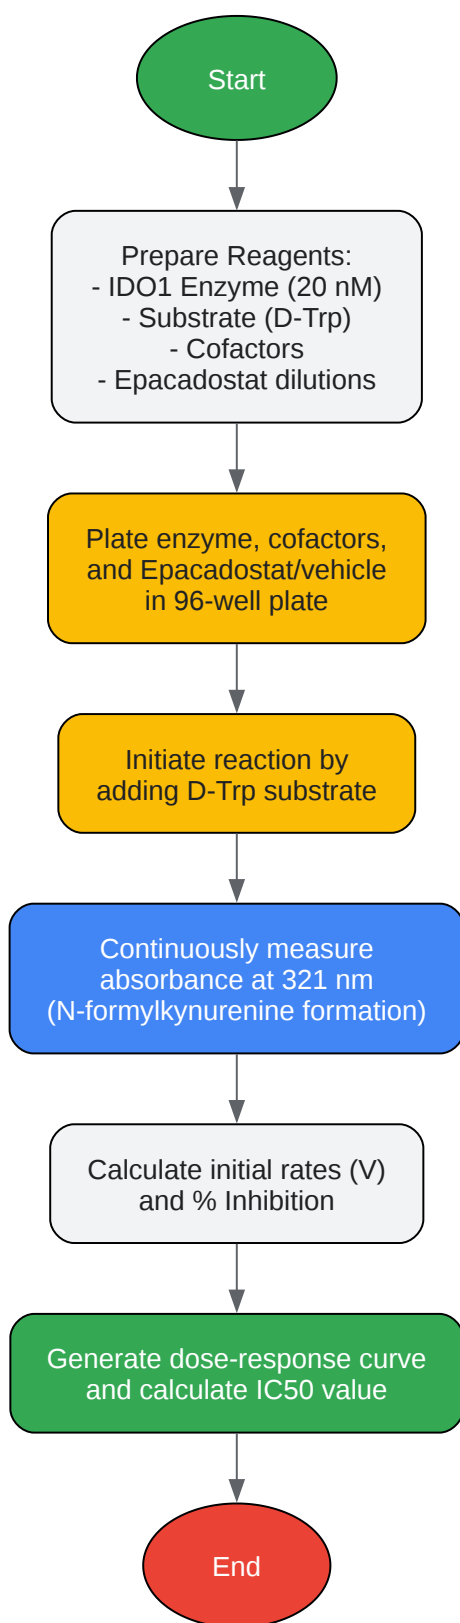 Start
Prepare Reagents:
- IDO1 Enzyme (20 nM)
- Substrate (D-Trp)
- Cofactors
- Epacadostat dilutions
Plate enzyme, cofactors,
and Epacadostat/vehicle
in 96-well plate
Initiate reaction by
adding D-Trp substrate
Continuously measure
absorbance at 321 nm
(N-formylkynurenine formation)
Calculate initial rates (V)
and % Inhibition
Generate dose-response curve
and calculate IC50 value
End